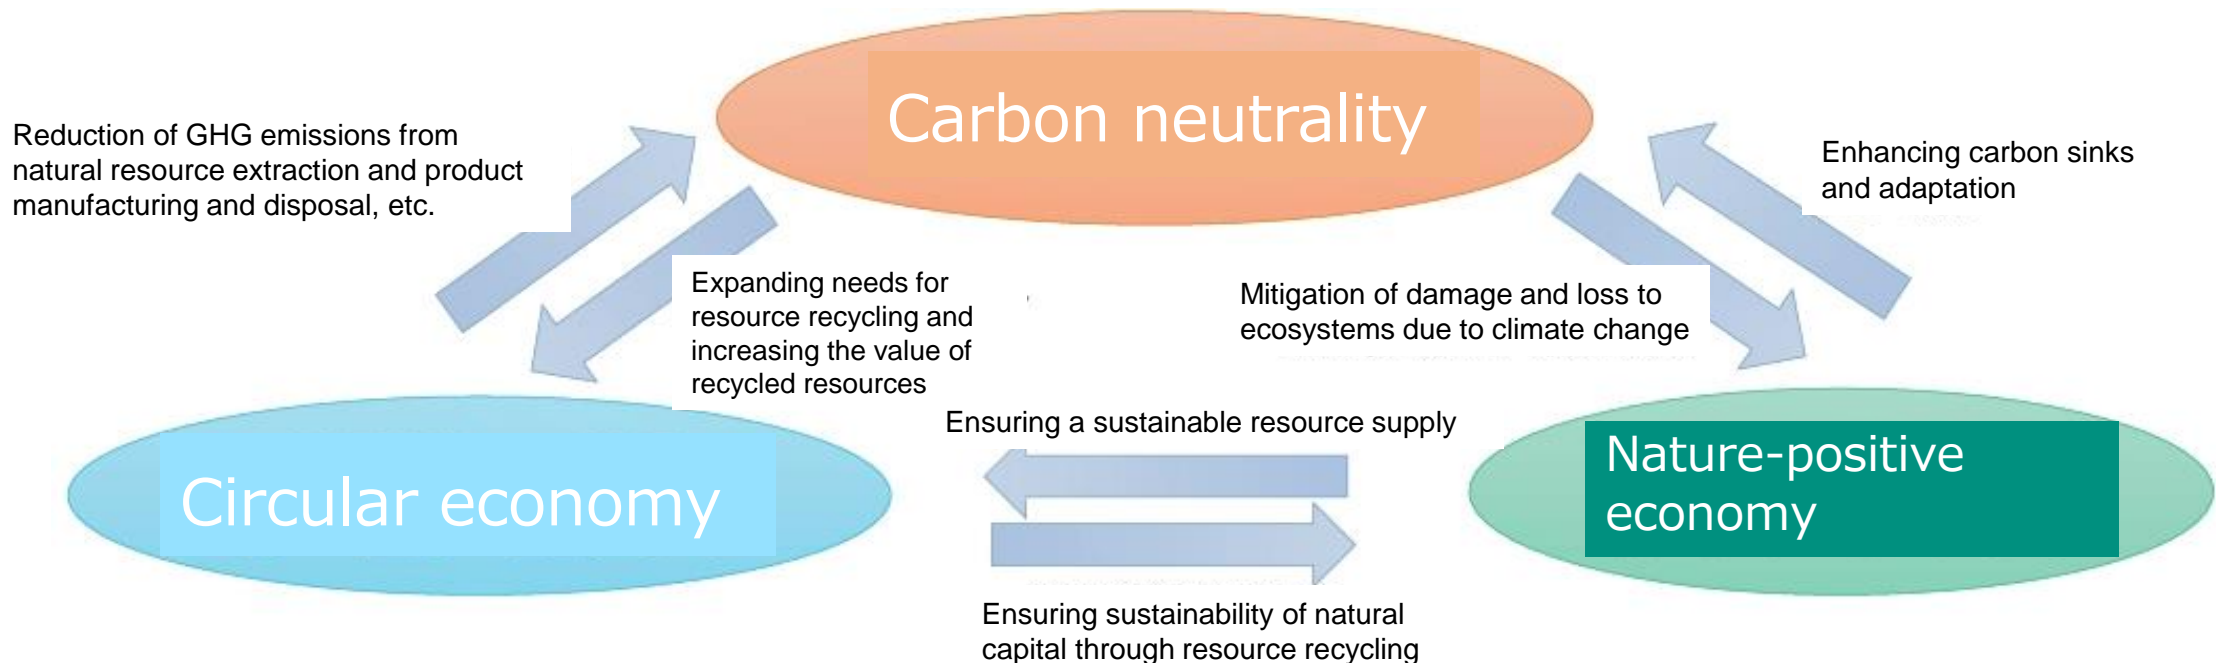 Carbon neutrality
Reduction of GHG emissions from
natural resource extraction and product
manufacturing and disposal, etc.
Enhancing carbon sinks
and adaptation
Expanding needs for
resource recycling and
increasing the value of
recycled resources
Mitigation of damage and loss to
ecosystems due to climate change
Ensuring a sustainable resource supply
Circular economy
Nature-positive
economy
Ensuring sustainability of natural
capital through resource recycling